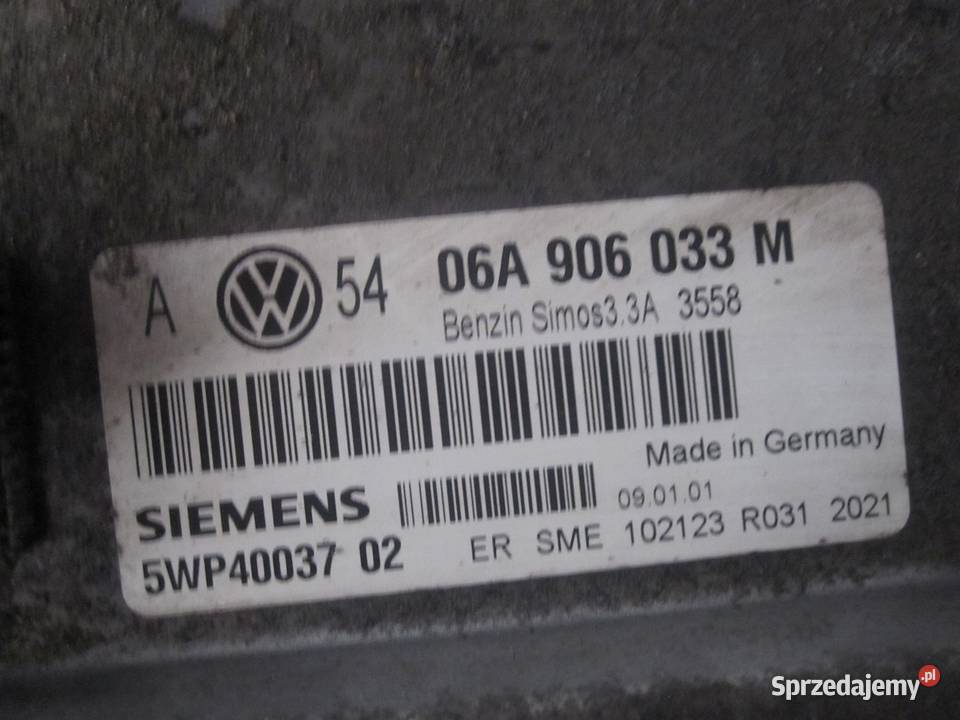 A VW 54 06A 906 033 M
Benzin Simos3.3A 3558
Made in Germany
SIEMENS 09.01.01
5WP40037 02 ER SME 102123 R031 2021
Sprzedajemy.pl